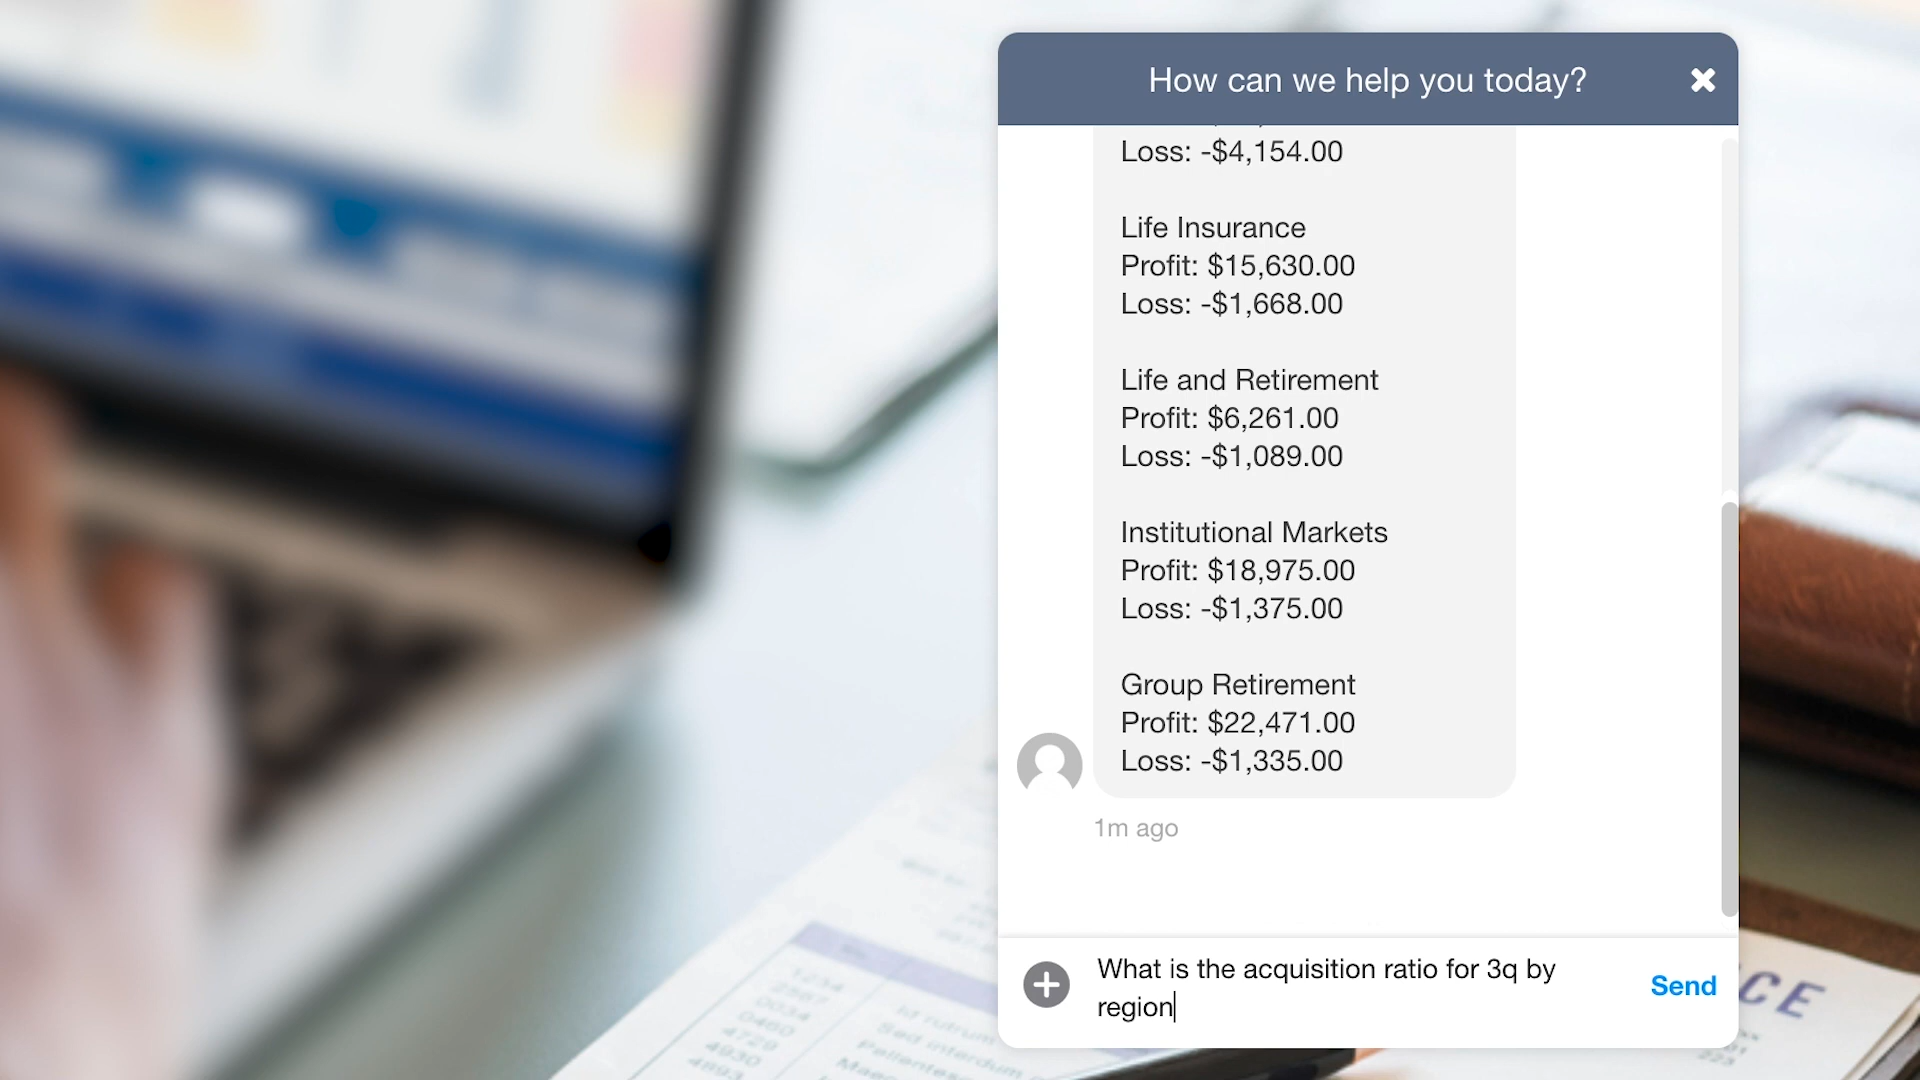 How can we help you today?
Loss: -$4,154.00
Life Insurance
Profit: $15,630.00
Loss: -$1,668.00
Life and Retirement
Profit: $6,261.00
Loss: -$1,089.00
Institutional Markets
Profit: $18,975.00
Loss: -$1,375.00
Group Retirement
Profit: $22,471.00
Loss: -$1,335.00
1m ago
What is the acquisition ratio for 3q by
region
Send